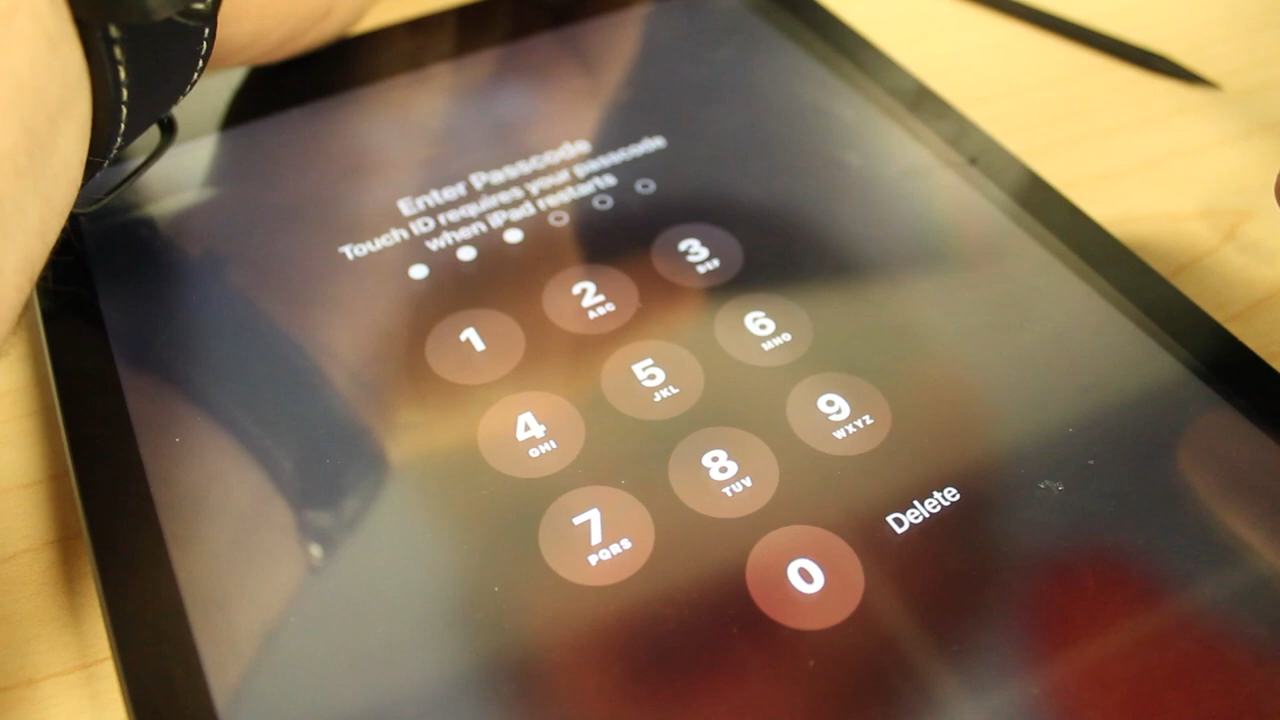 Enter Passcode
Touch ID requires your passcode
when iPad restarts
1
2
ABC
3
DEF
4
GHI
5
JKL
6
MNO
7
PQRS
8
TUV
9
WXYZ
0
Delete